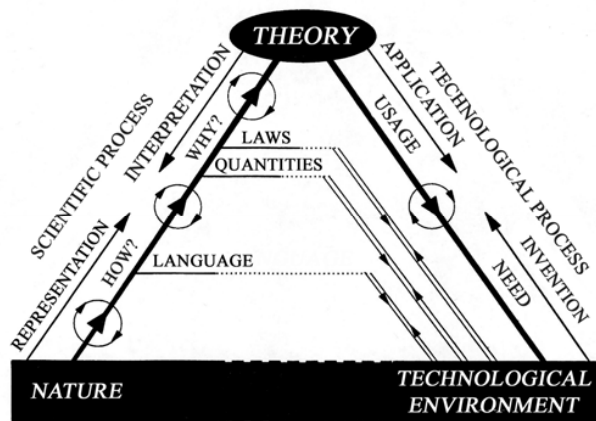 THEORY
SCIENTIFIC PROCESS
INTERPRETATION
WHY?
REPRESENTATION
HOW?
LAWS
QUANTITIES
LANGUAGE
APPLICATION
USAGE
TECHNOLOGICAL PROCESS
INVENTION
NEED
NATURE
TECHNOLOGICAL
ENVIRONMENT